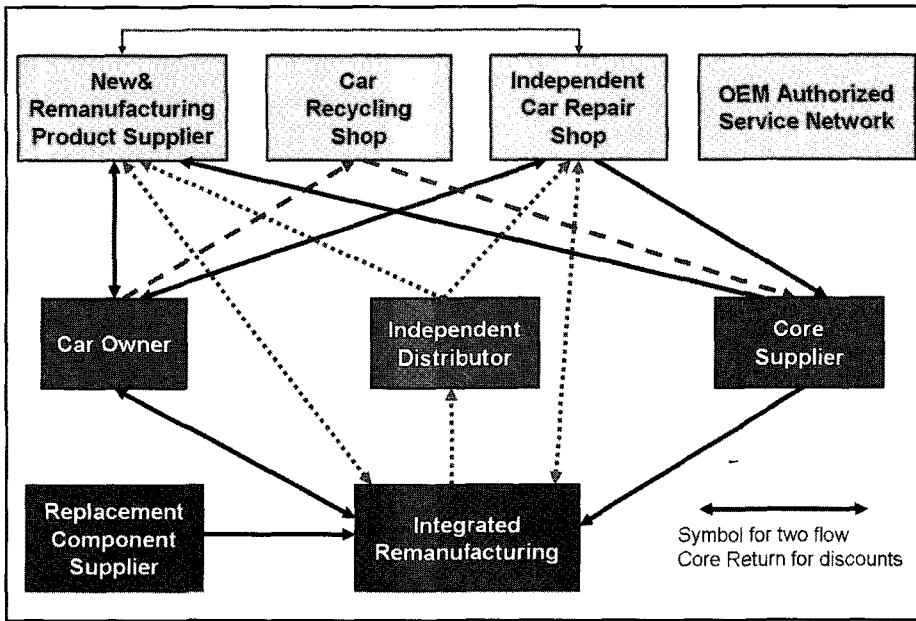 New&
Remanufacturing
Product Supplier
Car
Recycling
Shop
Independent
Car Repair
Shop
OEM Authorized
Service Network
Car Owner
Independent
Distributor
Core
Supplier
Replacement
Component
Supplier
Integrated
Remanufacturing
Symbol for two flow
Core Return for discounts